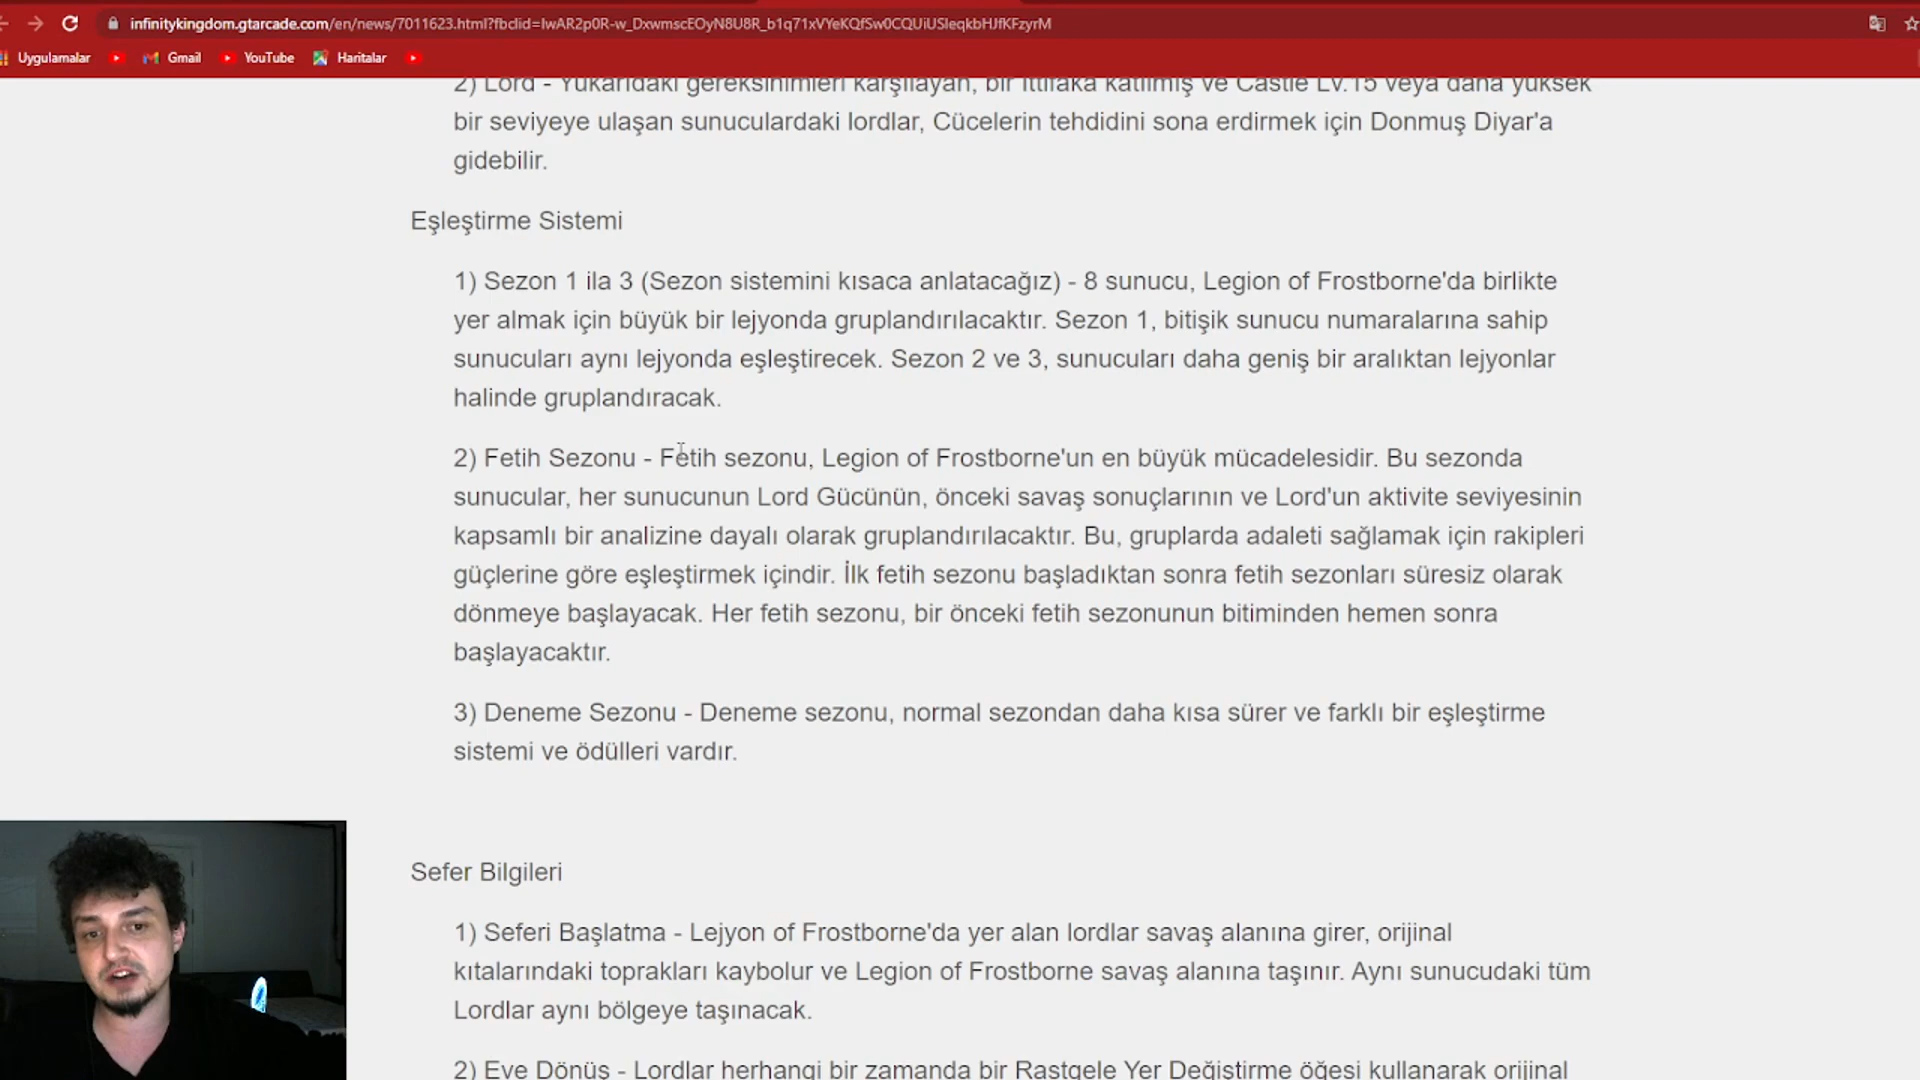 infinitykingdom.gtarcade.com/en/news/7011623.html?fbclid=IwAR2p0R-w_DxwmscEOyN8U8R_b1q71xVYeKQfSw0CQUiUSleqkbHJfKFzyrM
Uygulamalar Gmail YouTube Haritalar
2) Lord - Yukarıdaki gereksinimleri karşılayan, bir İttifaka katılmış ve Castle Lv.15 veya daha yüksek
bir seviyeye ulaşan sunuculardaki lordlar, Cücelerin tehdidini sona erdirmek için Donmuş Diyar'a
gidebilir.
Eşleştirme Sistemi
1) Sezon 1 ila 3 (Sezon sistemini kısaca anlatacağız) - 8 sunucu, Legion of Frostborne'da birlikte
yer almak için büyük bir lejyonda gruplandırılacaktır. Sezon 1, bitişik sunucu numaralarına sahip
sunucuları aynı lejyonda eşleştirecek. Sezon 2 ve 3, sunucuları daha geniş bir aralıktan lejyonlar
halinde gruplandıracak.
2) Fetih Sezonu - Fetih sezonu, Legion of Frostborne'un en büyük mücadelesidir. Bu sezonda
sunucular, her sunucunun Lord Gücünün, önceki savaş sonuçlarının ve Lord'un aktivite seviyesinin
kapsamlı bir analizine dayalı olarak gruplandırılacaktır. Bu, gruplarda adaleti sağlamak için rakipleri
güçlerine göre eşleştirmek içindir. İlk fetih sezonu başladıktan sonra fetih sezonları süresiz olarak
dönmeye başlayacak. Her fetih sezonu, bir önceki fetih sezonunun bitiminden hemen sonra
başlayacaktır.
3) Deneme Sezonu - Deneme sezonu, normal sezondan daha kısa sürer ve farklı bir eşleştirme
sistemi ve ödülleri vardır.
Sefer Bilgileri
1) Seferi Başlatma - Lejyon of Frostborne'da yer alan lordlar savaş alanına girer, orijinal
kıtalarındaki toprakları kaybolur ve Legion of Frostborne savaş alanına taşınır. Aynı sunucudaki tüm
Lordlar aynı bölgeye taşınacak.
2) Eve Dönüş - Lordlar herhangi bir zamanda bir Rastgele Yer Değiştirme öğesi kullanarak orijinal